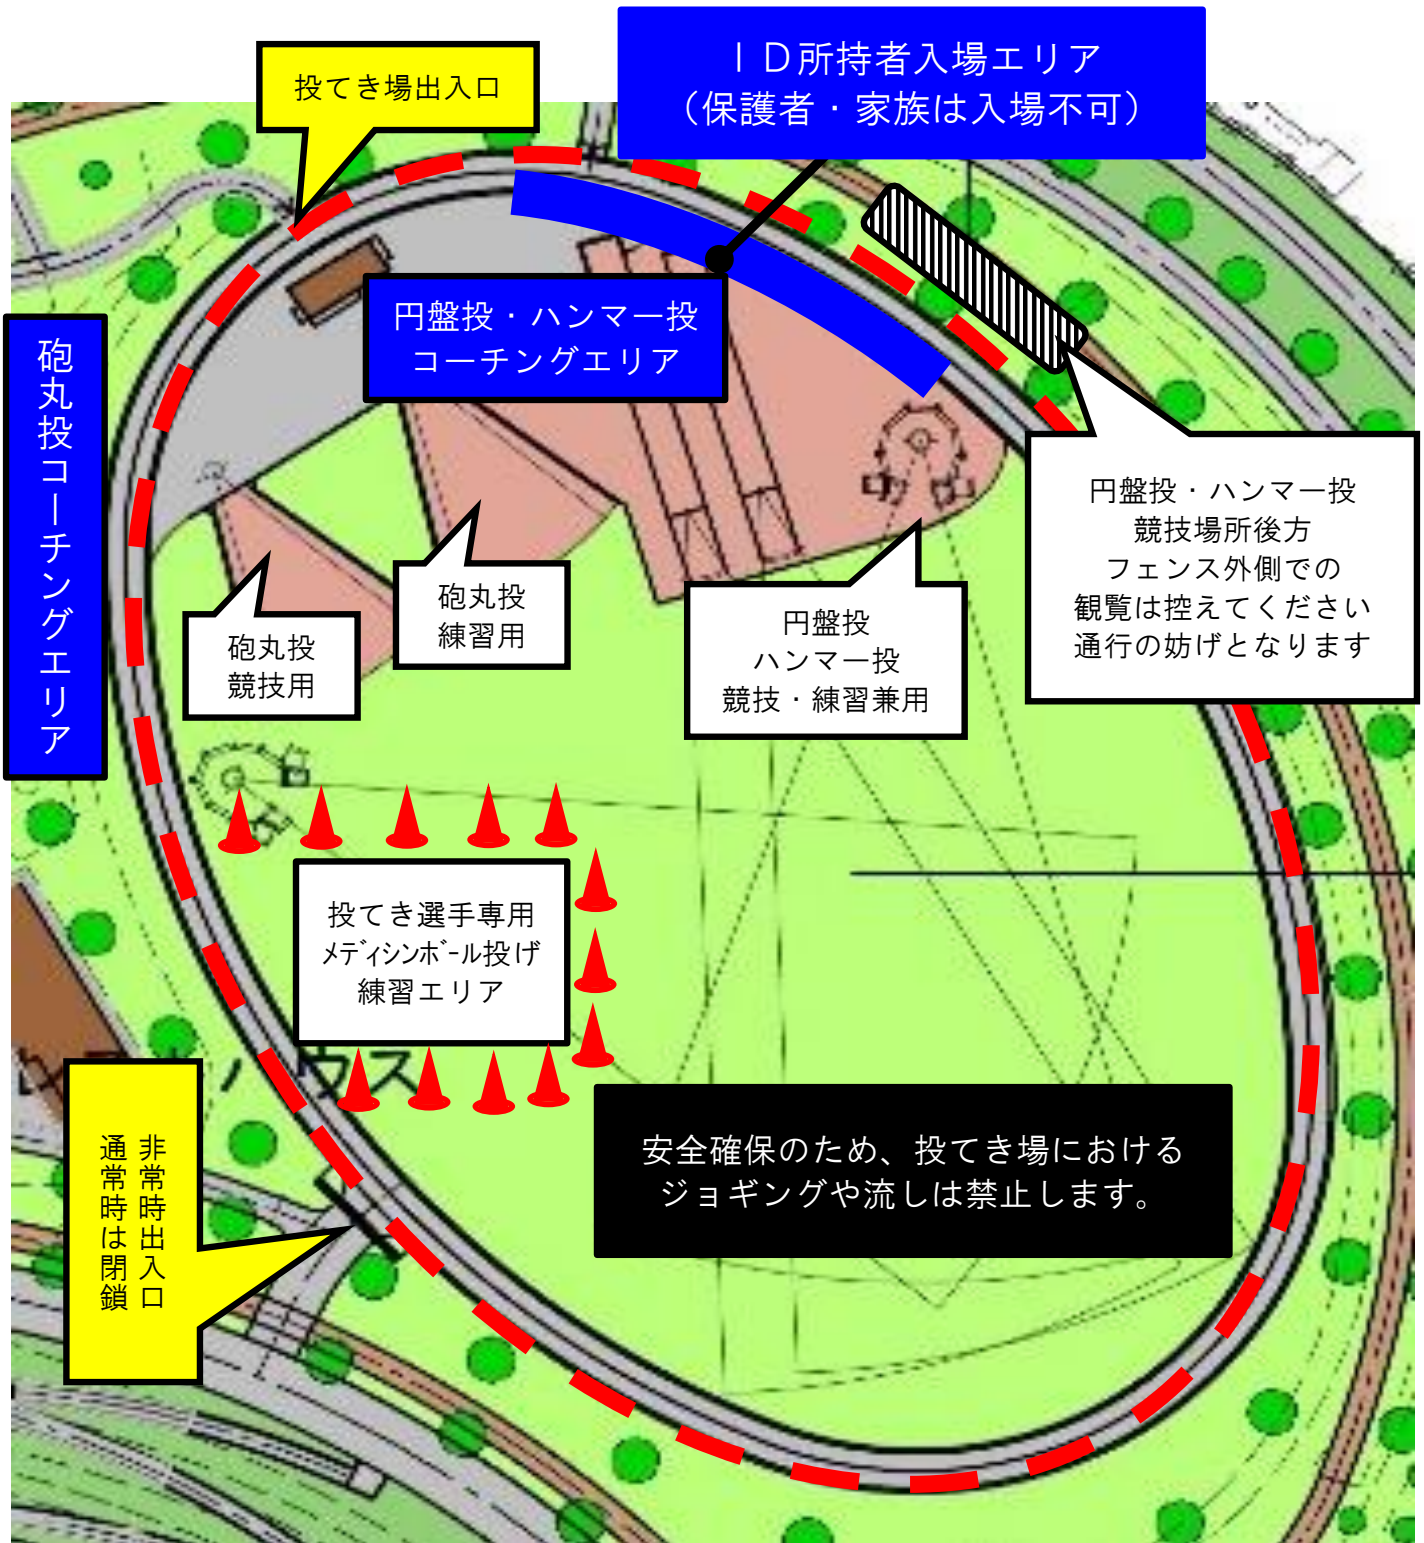 投てき場出入口
ＩＤ所持者入場エリア
（保護者・家族は入場不可）
円盤投・ハンマー投
コーチングエリア
砲丸投コーチングエリア
円盤投・ハンマー投
競技場所後方
フェンス外側での
観覧は控えてください
通行の妨げとなります
砲丸投
練習用
砲丸投
競技用
円盤投
ハンマー投
競技・練習兼用
投てき選手専用
ﾒﾃﾞｨｼﾝﾎﾞｰﾙ投げ
練習エリア
ハウス
非常時出入口
通常時は閉鎖
安全確保のため、投てき場における
ジョギングや流しは禁止します。